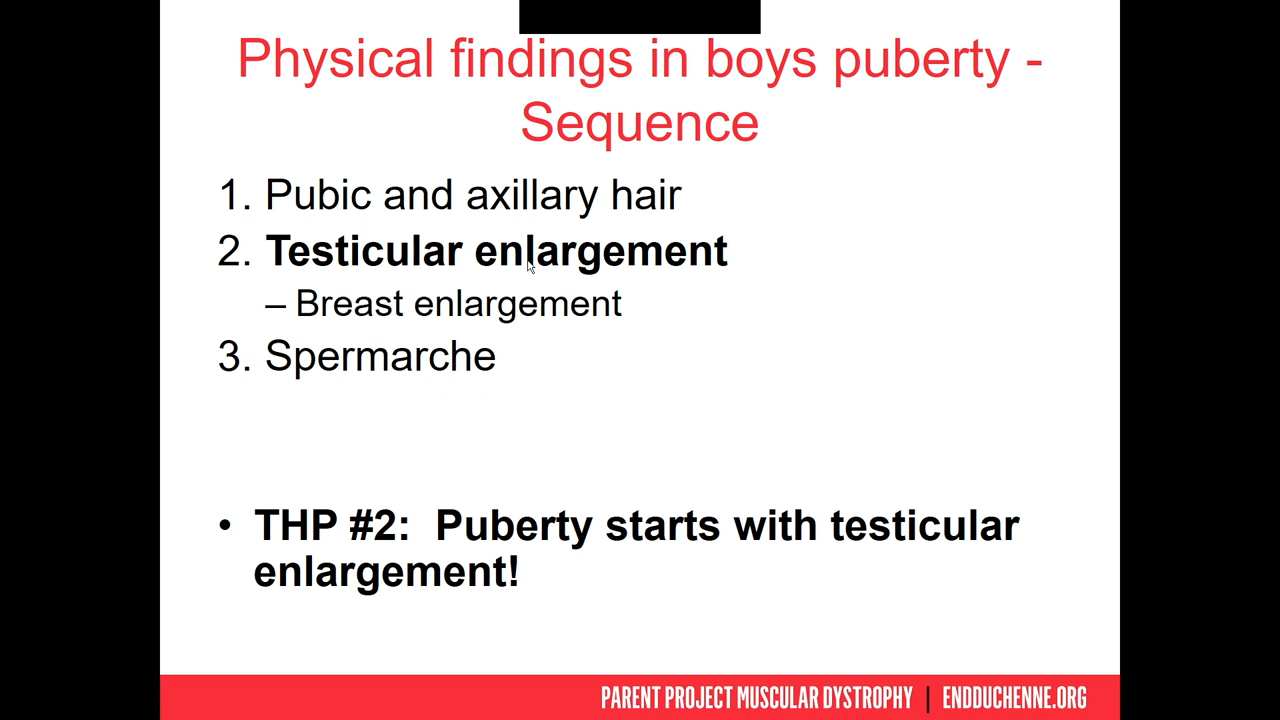 Physical findings in boys puberty -
Sequence
1. Pubic and axillary hair
2. Testicular enlargement
– Breast enlargement
3. Spermarche
• THP #2:  Puberty starts with testicular
enlargement!
PARENT PROJECT MUSCULAR DYSTROPHY | ENDDUCHENNE.ORG